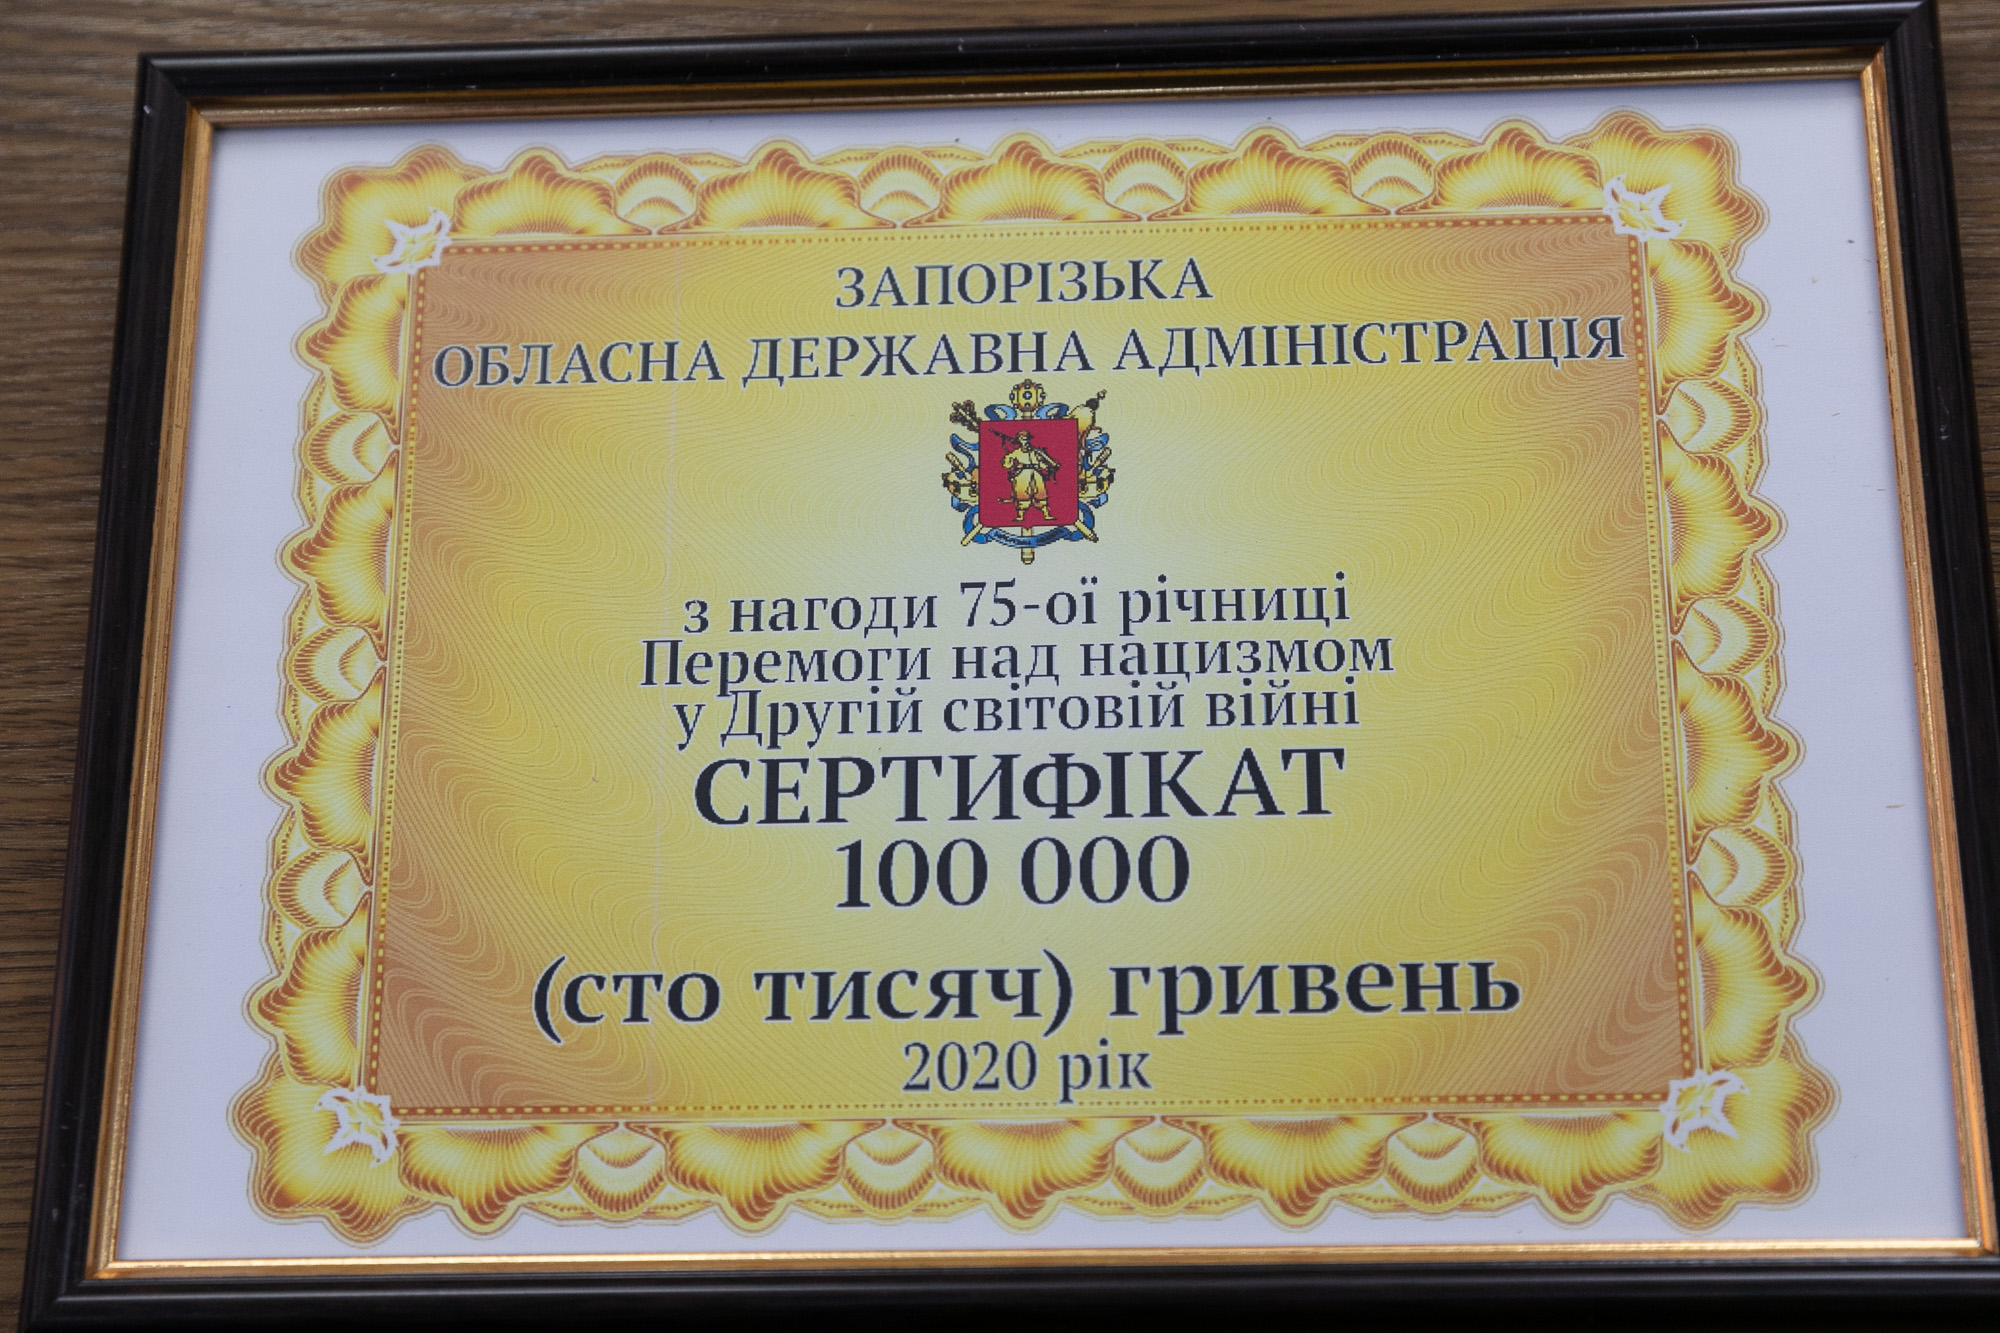 ЗАПОРІЗЬКА
ОБЛАСНА ДЕРЖАВНА АДМІНІСТРАЦІЯ
з нагоди 75-ої річниці
Перемоги над нацизмом
у Другій світовій війні
СЕРТИФІКАТ
100 000
(сто тисяч) гривень
2020 рік